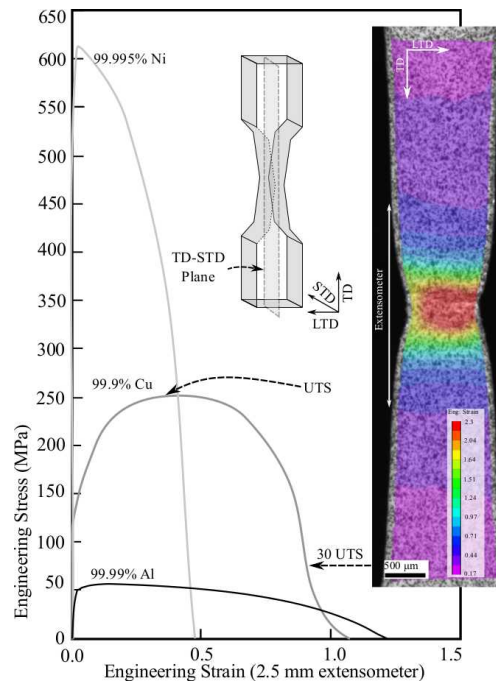 650
600
550
500
450
400
350
300
250
200
150
100
50
0
Engineering Stress (MPa)
99.995% Ni
99.9% Cu
99.99% Al
UTS
30 UTS
TD-STD
Plane
STD
TD
LTD
0.0
0.5
1.0
1.5
Engineering Strain (2.5 mm extensometer)
LTD
TD
Extensometer
Eng. Strain
2.3
2.04
1.64
1.51
1.24
0.97
0.71
0.44
0.17
500 μm